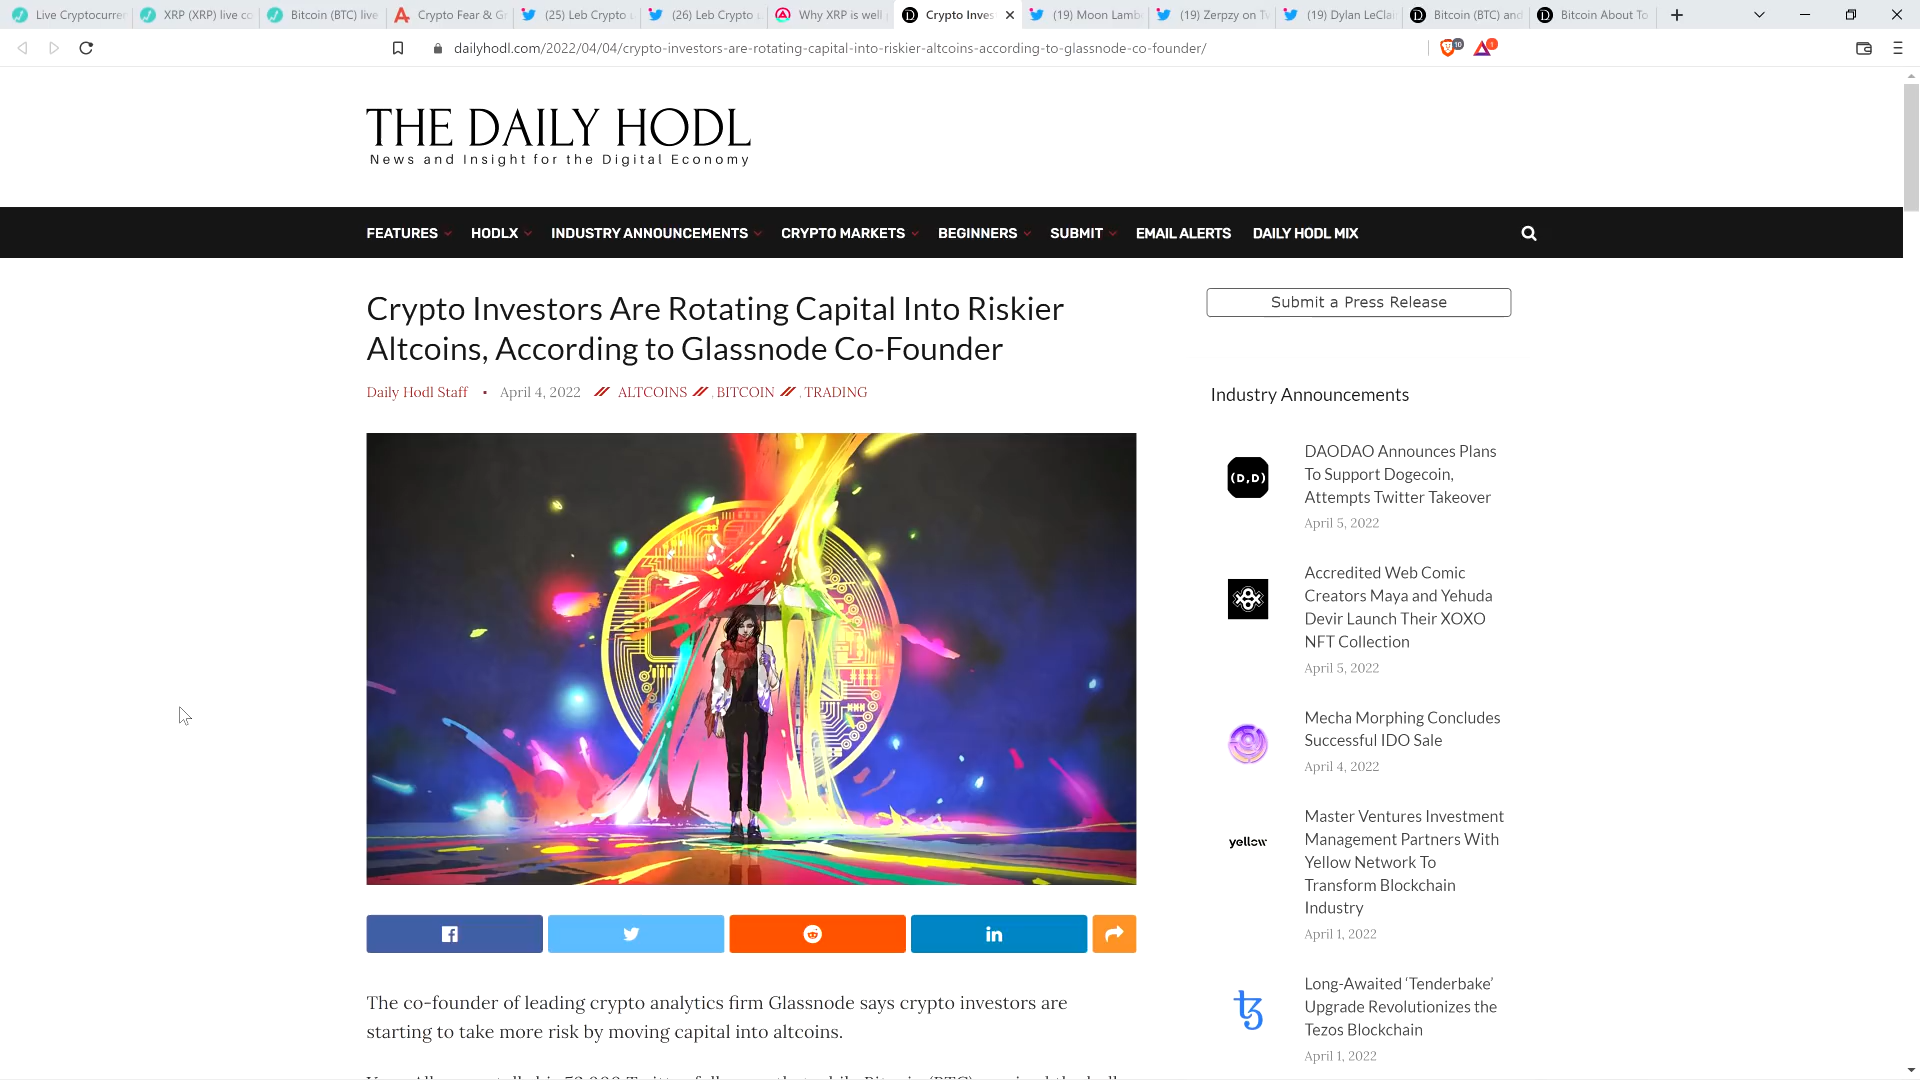 Live Cryptocurre
XRP (XRP) live co
Bitcoin (BTC) live
Crypto Fear & G
(25) Leb Crypto
(26) Leb Crypto
Why XRP is well
Crypto Inves
(19) Moon Lamb
(19) Zerpzy on Tw
(19) Dylan LeClai
Bitcoin (BTC) and
Bitcoin About To
dailyhodl.com/2022/04/04/crypto-investors-are-rotating-capital-into-riskier-altcoins-according-to-glassnode-co-founder/
10
1
THE DAILY HODL
News and Insight for the Digital Economy
FEATURES HODLX INDUSTRY ANNOUNCEMENTS CRYPTO MARKETS BEGINNERS SUBMIT EMAIL ALERTS DAILY HODL MIX
Crypto Investors Are Rotating Capital Into Riskier
Altcoins, According to Glassnode Co-Founder
Daily Hodl Staff • April 4, 2022 // ALTCOINS // , BITCOIN // , TRADING
The co-founder of leading crypto analytics firm Glassnode says crypto investors are
starting to take more risk by moving capital into altcoins.
Submit a Press Release
Industry Announcements
(D,D)
DAODAO Announces Plans
To Support Dogecoin,
Attempts Twitter Takeover
April 5, 2022
Accredited Web Comic
Creators Maya and Yehuda
Devir Launch Their XOXO
NFT Collection
April 5, 2022
Mecha Morphing Concludes
Successful IDO Sale
April 4, 2022
yellow
Master Ventures Investment
Management Partners With
Yellow Network To
Transform Blockchain
Industry
April 1, 2022
Long-Awaited ‘Tenderbake’
Upgrade Revolutionizes the
Tezos Blockchain
April 1, 2022